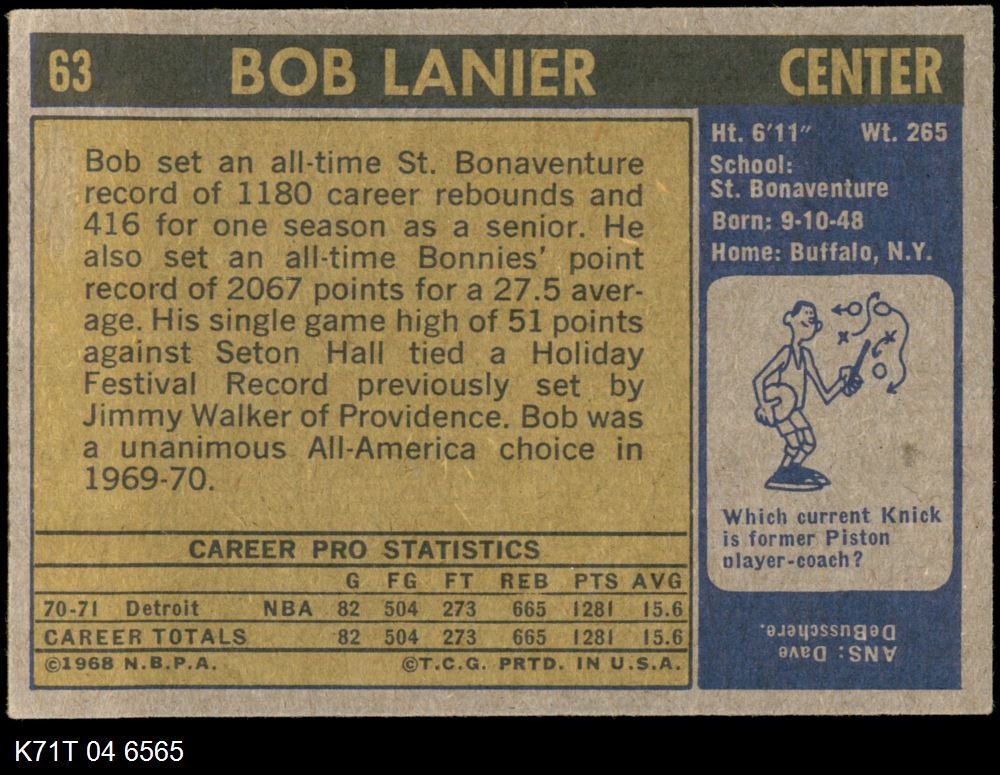 63 BOB LANIER CENTER
Bob set an all-time St. Bonaventure
record of 1180 career rebounds and
416 for one season as a senior. He
also set an all-time Bonnies' point
record of 2067 points for a 27.5 aver-
age. His single game high of 51 points
against Seton Hall tied a Holiday
Festival Record previously set by
Jimmy Walker of Providence. Bob was
a unanimous All-America choice in
1969-70.
CAREER PRO STATISTICS
G FG FT REB PTS AVG
70-71 Detroit NBA 82 504 273 665 1281 15.6
CAREER TOTALS 82 504 273 665 1281 15.6
©1968 N.B.P.A. ©T.C.G. PRTD. IN U.S.A.
Ht. 6'11" Wt. 265
School:
St. Bonaventure
Born: 9-10-48
Home: Buffalo, N.Y.
Which current Knick
is former Piston
player-coach?
ANS: Dave
DeBusschere.
K71T 04 6565